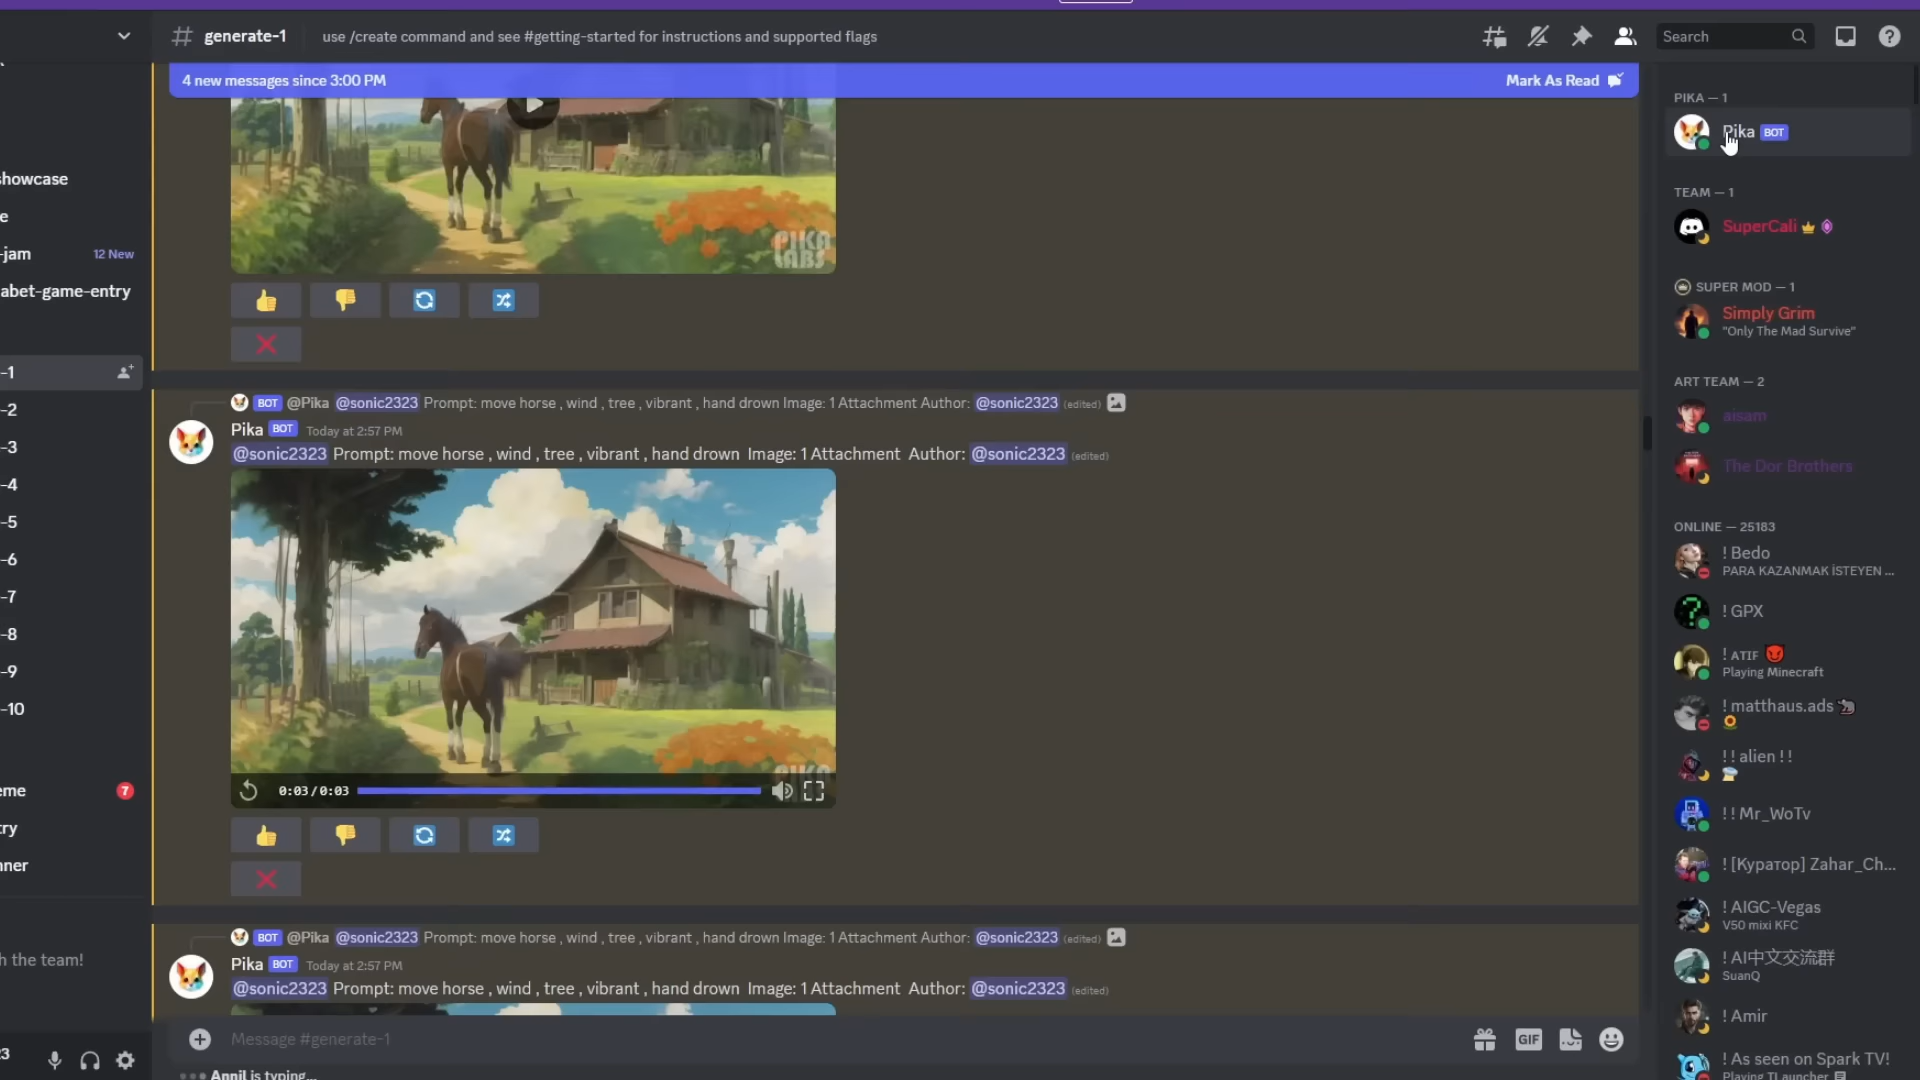 generate-1
use /create command and see #getting-started for instructions and supported flags
Search
4 new messages since 3:00 PM
Mark As Read
showcase
e
-jam
12 New
abet-game-entry
-1
-2
-3
-4
-5
-6
-7
-8
-9
-10
eme
7
ry
nner
h the team!
23
PIKA LABS
BOT @Pika @sonic2323 Prompt: move horse , wind , tree , vibrant , hand drown Image: 1 Attachment Author: @sonic2323 (edited)
Pika BOT Today at 2:57 PM
@sonic2323 Prompt: move horse , wind , tree , vibrant , hand drown Image: 1 Attachment Author: @sonic2323 (edited)
PIKA
0:03/0:03
BOT @Pika @sonic2323 Prompt: move horse , wind , tree , vibrant , hand drown Image: 1 Attachment Author: @sonic2323 (edited)
Pika BOT Today at 2:57 PM
@sonic2323 Prompt: move horse , wind , tree , vibrant , hand drown Image: 1 Attachment Author: @sonic2323 (edited)
Message #generate-1
GIF
Annil is typing...
PIKA — 1
Pika BOT
TEAM — 1
SuperCali
SUPER MOD — 1
Simply Grim
"Only The Mad Survive"
ART TEAM — 2
aisam
The Dor Brothers
ONLINE — 25183
! Bedo
PARA KAZANMAK İSTEYEN ...
! GPX
! ᴀᴛɪғ
Playing Minecraft
! matthaus.ads
! ! alien ! !
! ! Mr_WoTv
! [Куратор] Zahar_Ch...
! AIGC-Vegas
V50 mixi KFC
! AI中文交流群
SuanQ
! Amir
! As seen on Spark TV!
Playing TLauncher